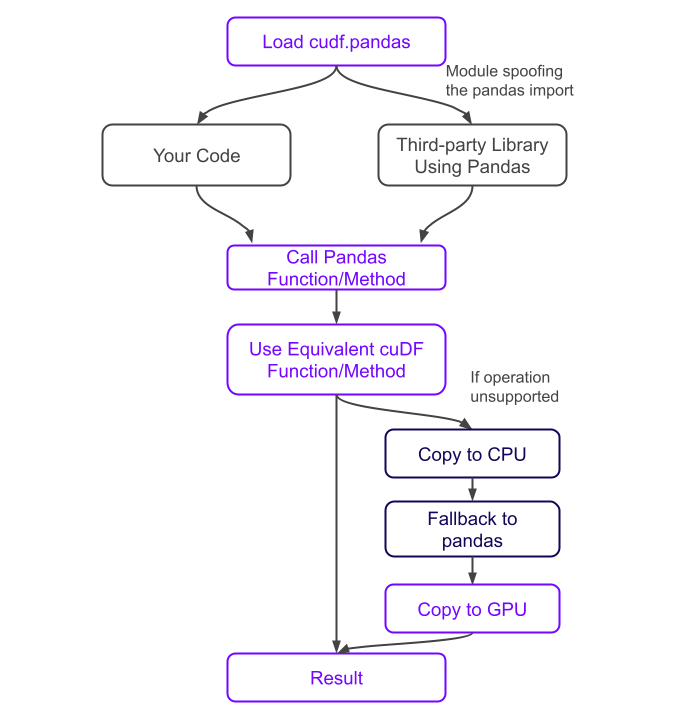 Load cudf.pandas
Module spoofing
the pandas import
Your Code
Third-party Library
Using Pandas
Call Pandas
Function/Method
Use Equivalent cuDF
Function/Method
If operation
unsupported
Copy to CPU
Fallback to
pandas
Copy to GPU
Result